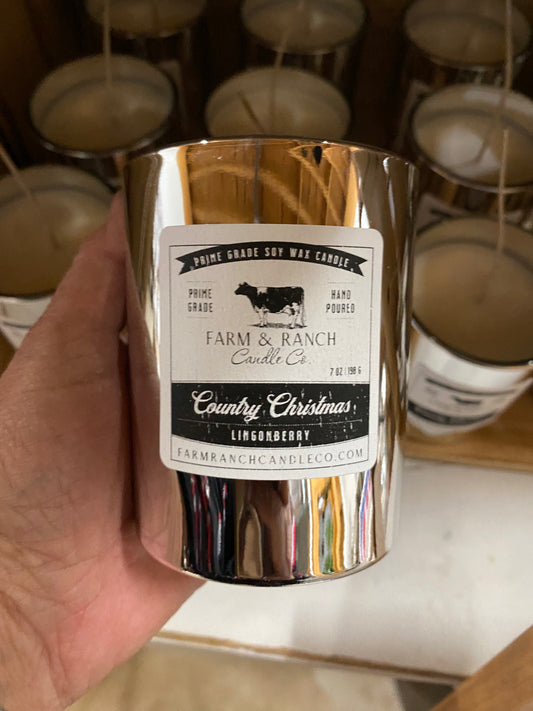 PRIME GRADE SOY WAX CANDLE
PRIME GRADE
HAND POURED
FARM & RANCH
Candle Co.
7 OZ | 198 G
Country Christmas
LINGONBERRY
FARMRANCHCANDLECO.COM